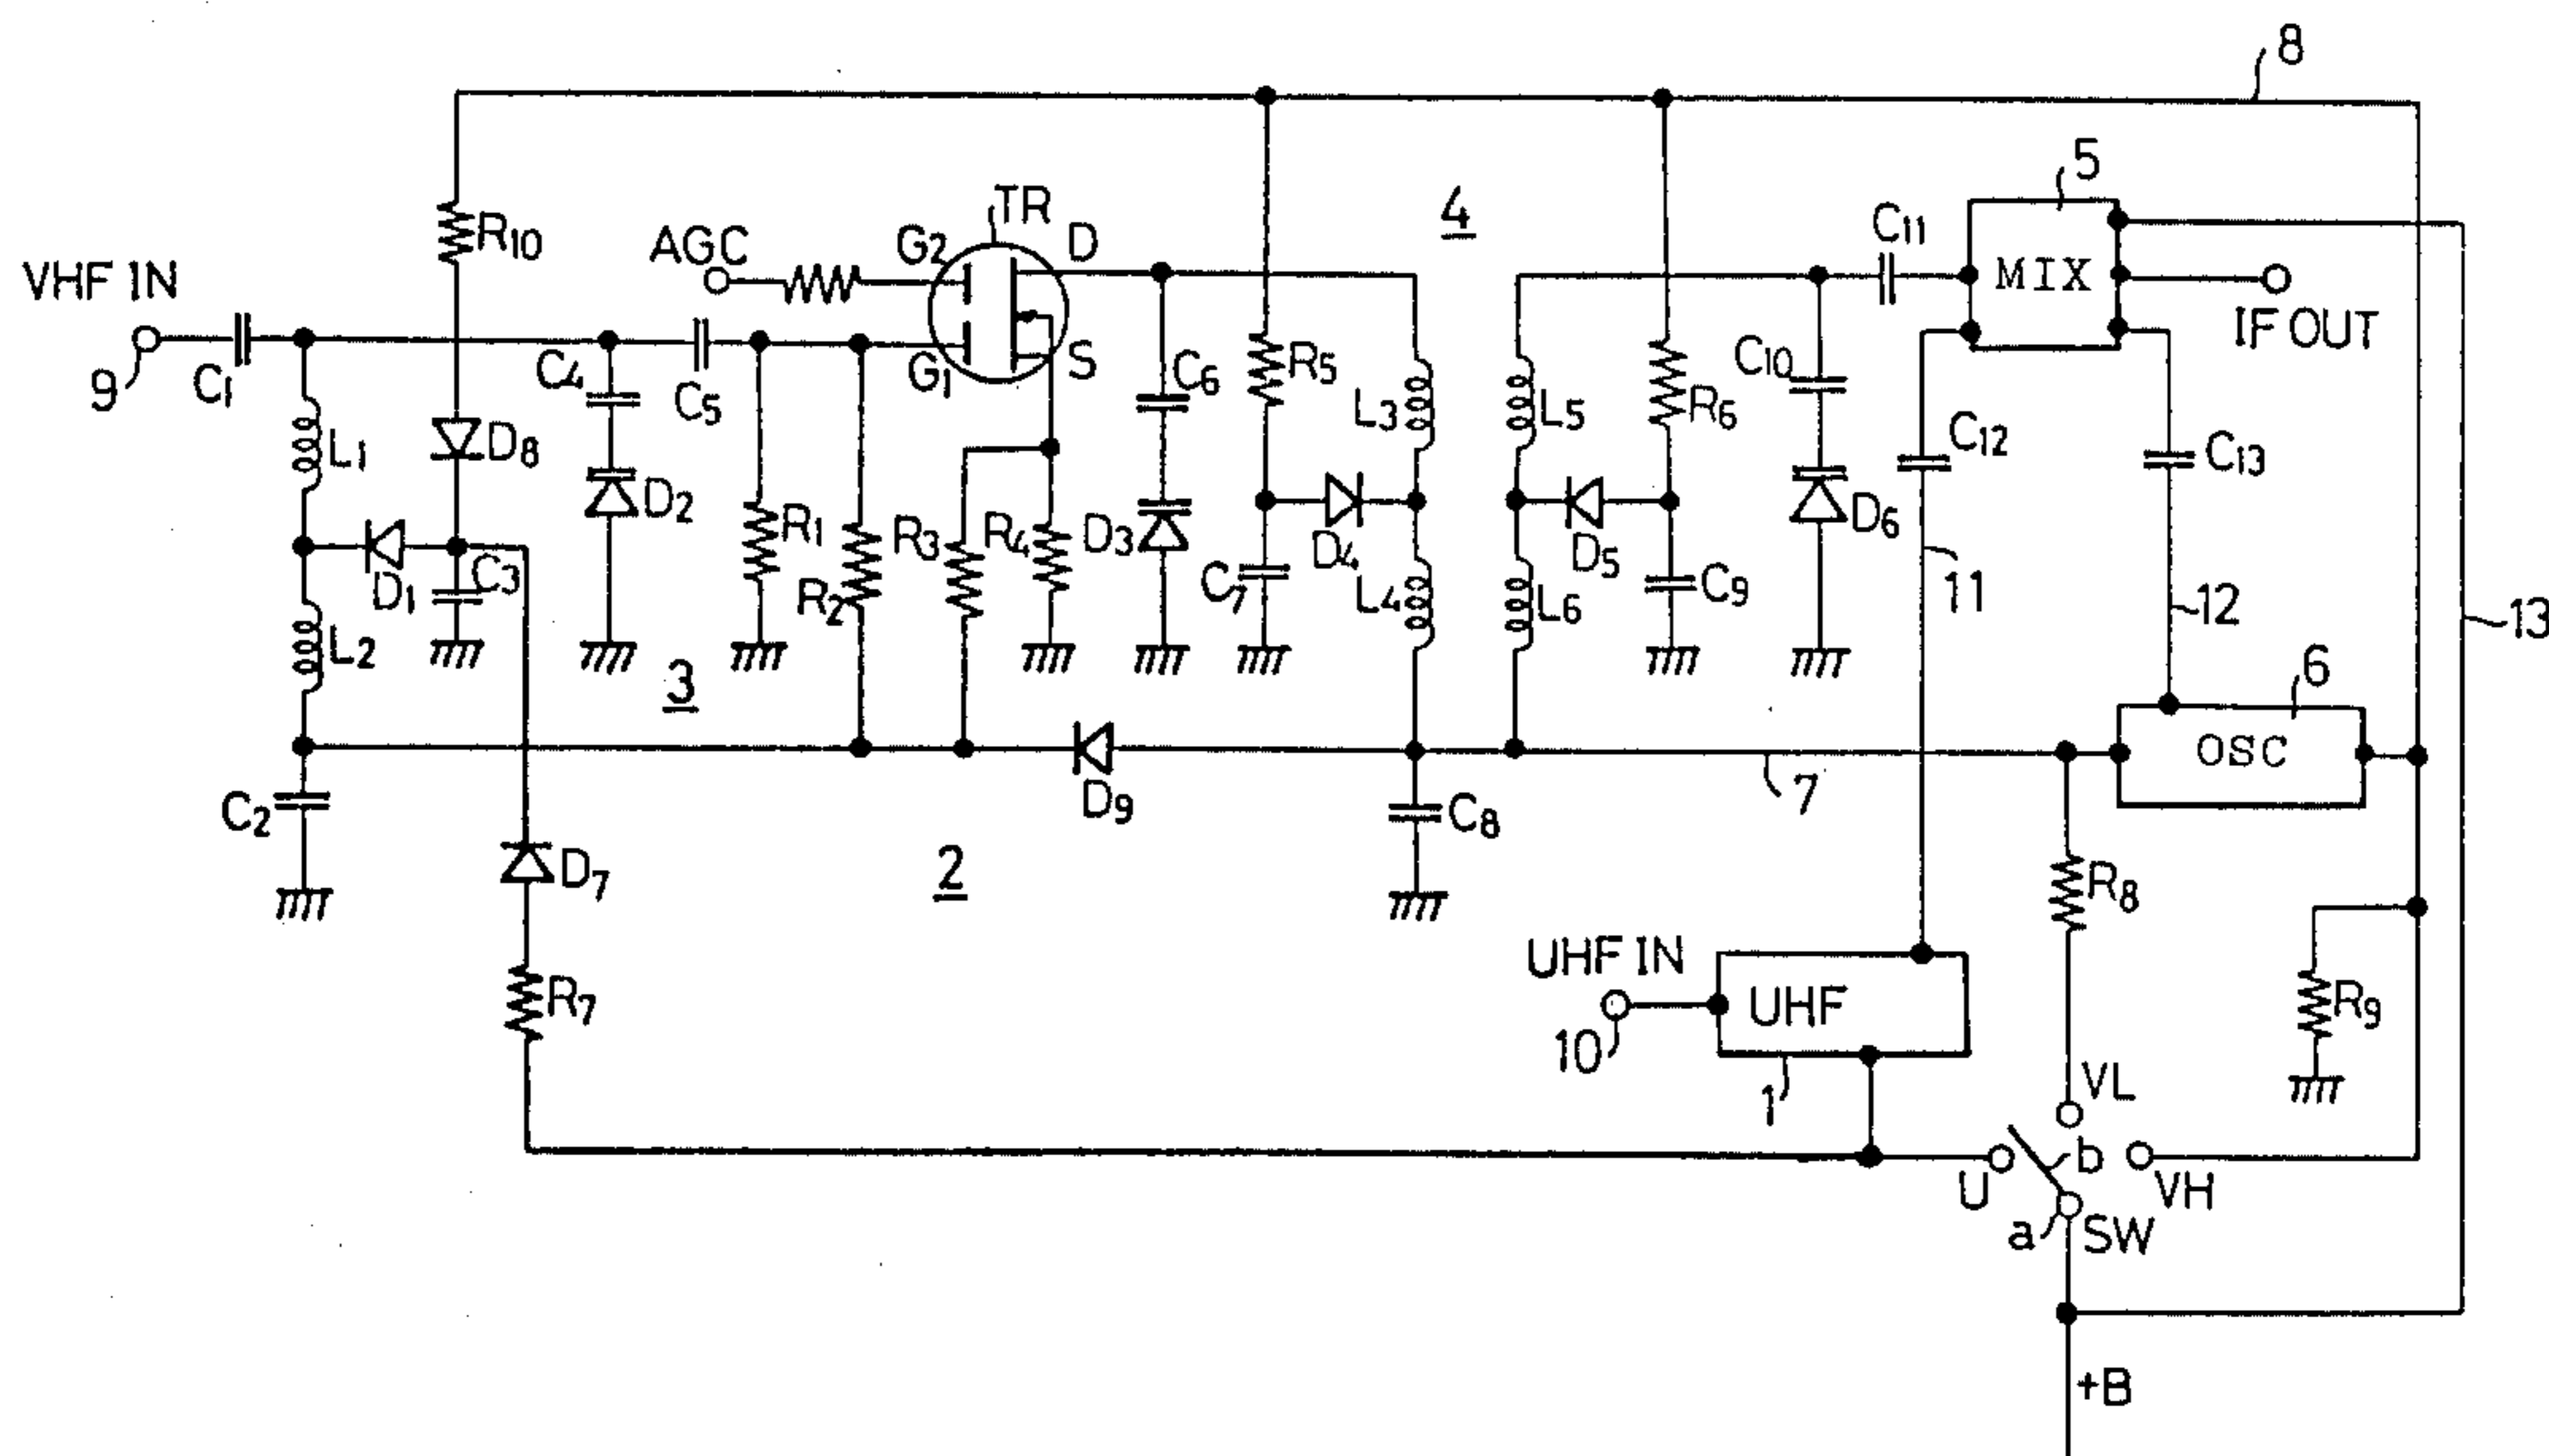 8
5
TR
D
4
C11
R10
AGC
G2
MIX
VHF IN
IF OUT
9
C1
C4
C5
G1
S
C6
R5
L3
L5
R6
C10
C12
C13
L1
D8
D2
R1
R3
R4
D3
D4
D5
D6
D1
C3
R2
C7
L4
L6
C9
11
12
13
L2
3
6
OSC
C2
D9
C8
7
D7
2
R8
UHF IN
UHF
R7
10
R9
1
VL
b
U
VH
a
SW
+B